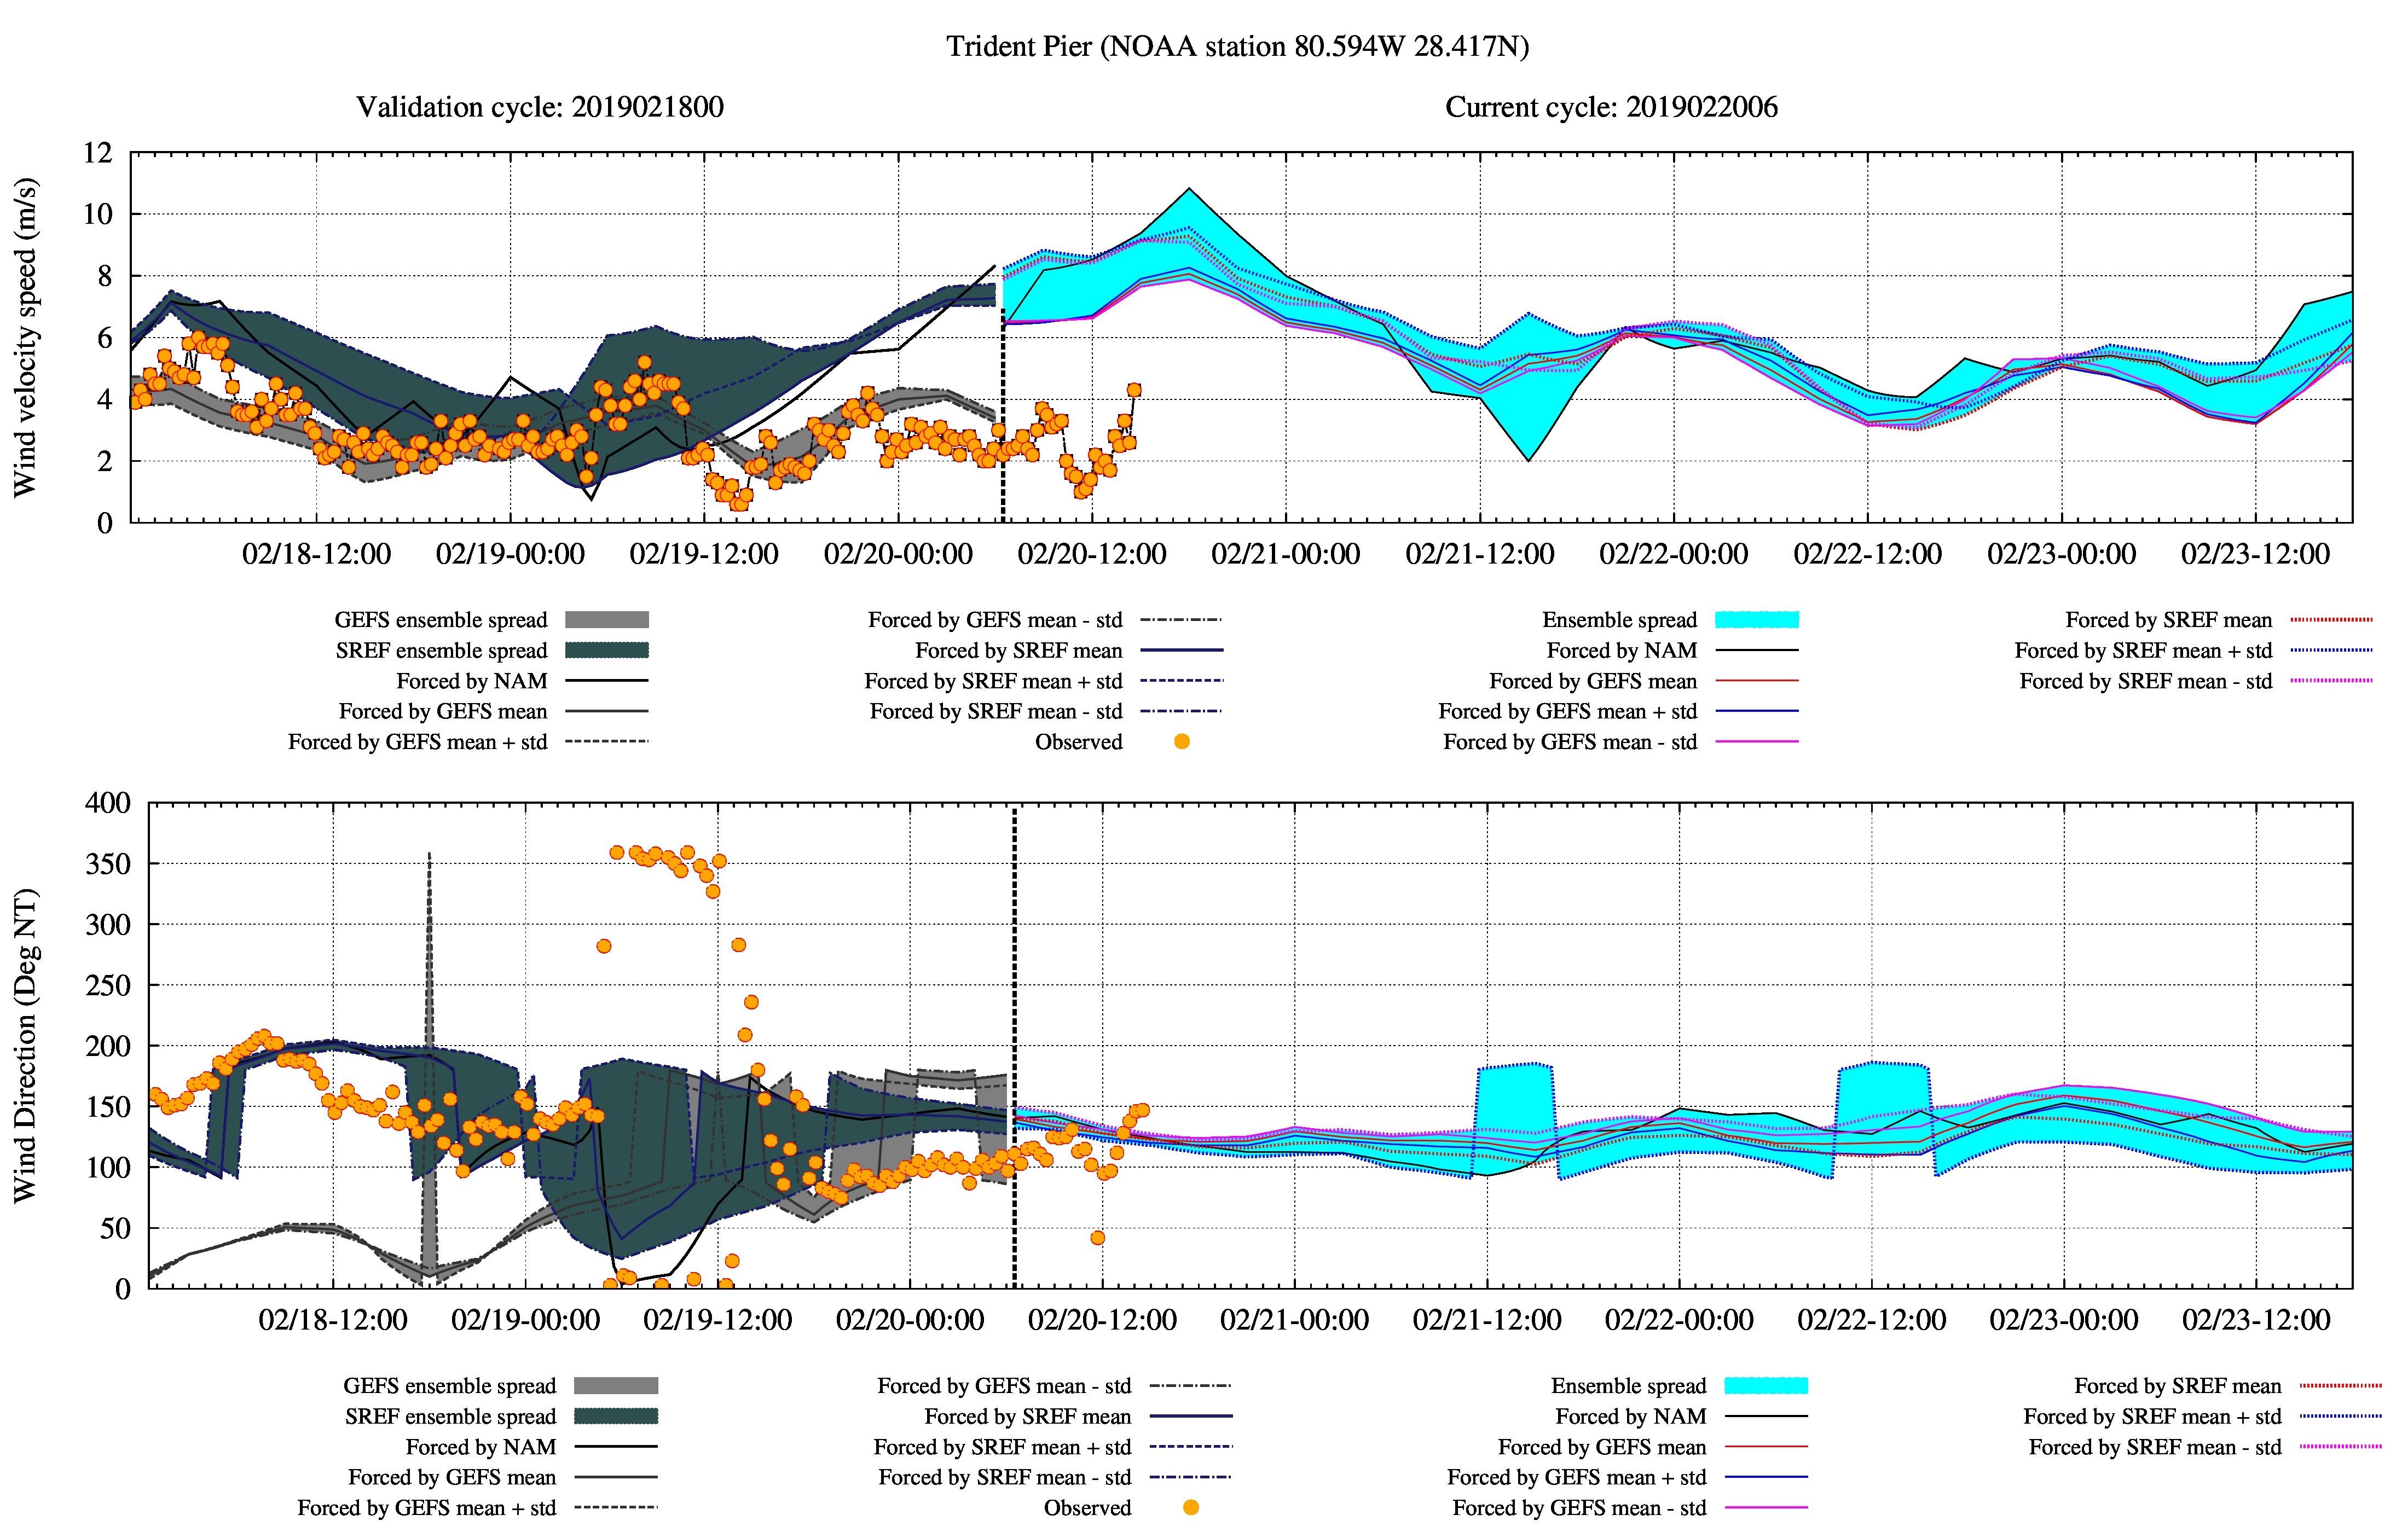 Trident Pier (NOAA station 80.594W 28.417N)
Validation cycle: 2019021800
Current cycle: 2019022006
Wind velocity speed (m/s)
12
10
8
6
4
2
0
02/18-12:00 02/19-00:00 02/19-12:00 02/20-00:00 02/20-12:00 02/21-00:00 02/21-12:00 02/22-00:00 02/22-12:00 02/23-00:00 02/23-12:00
GEFS ensemble spread
SREF ensemble spread
Forced by NAM
Forced by GEFS mean
Forced by GEFS mean + std
Forced by GEFS mean - std
Forced by SREF mean
Forced by SREF mean + std
Forced by SREF mean - std
Observed
Ensemble spread
Forced by NAM
Forced by GEFS mean
Forced by GEFS mean + std
Forced by GEFS mean - std
Forced by SREF mean
Forced by SREF mean + std
Forced by SREF mean - std
Wind Direction (Deg NT)
400
350
300
250
200
150
100
50
0
02/18-12:00 02/19-00:00 02/19-12:00 02/20-00:00 02/20-12:00 02/21-00:00 02/21-12:00 02/22-00:00 02/22-12:00 02/23-00:00 02/23-12:00
GEFS ensemble spread
SREF ensemble spread
Forced by NAM
Forced by GEFS mean
Forced by GEFS mean + std
Forced by GEFS mean - std
Forced by SREF mean
Forced by SREF mean + std
Forced by SREF mean - std
Observed
Ensemble spread
Forced by NAM
Forced by GEFS mean
Forced by GEFS mean + std
Forced by GEFS mean - std
Forced by SREF mean
Forced by SREF mean + std
Forced by SREF mean - std